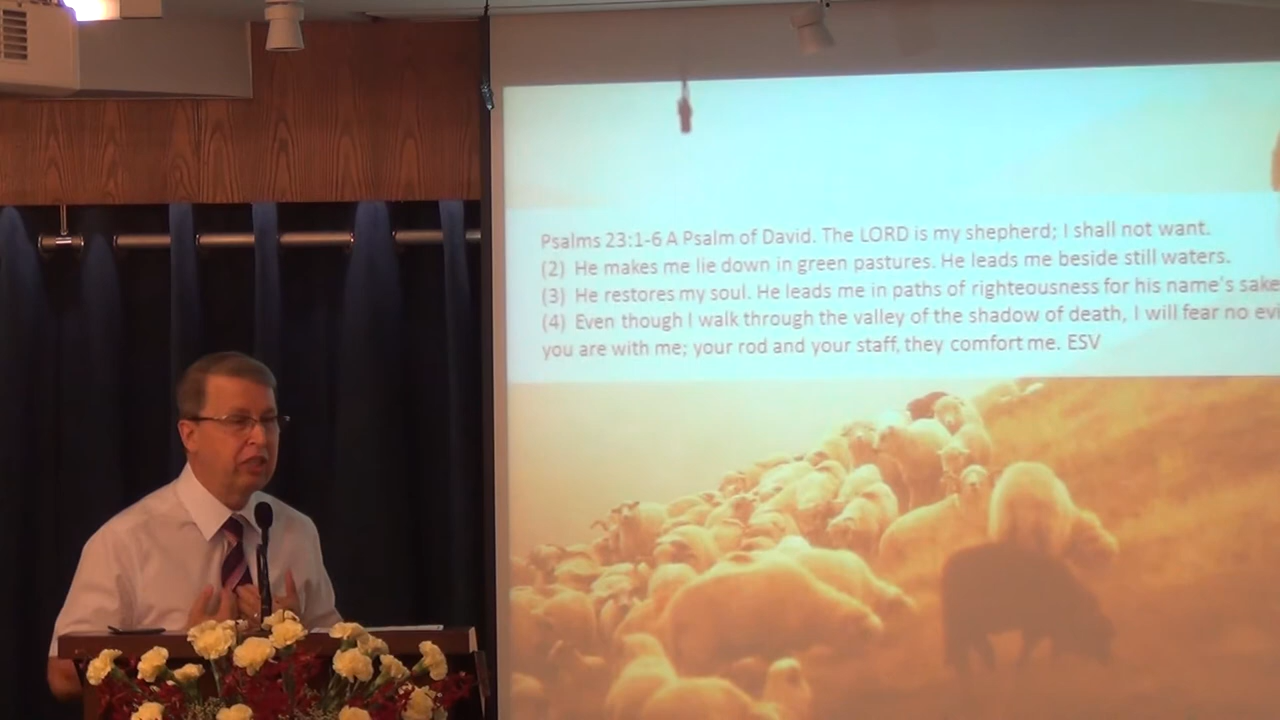 Psalms 23:1-6 A Psalm of David. The LORD is my shepherd; I shall not want.
(2) He makes me lie down in green pastures. He leads me beside still waters.
(3) He restores my soul. He leads me in paths of righteousness for his name's sake
(4) Even though I walk through the valley of the shadow of death, I will fear no evi
you are with me; your rod and your staff, they comfort me. ESV